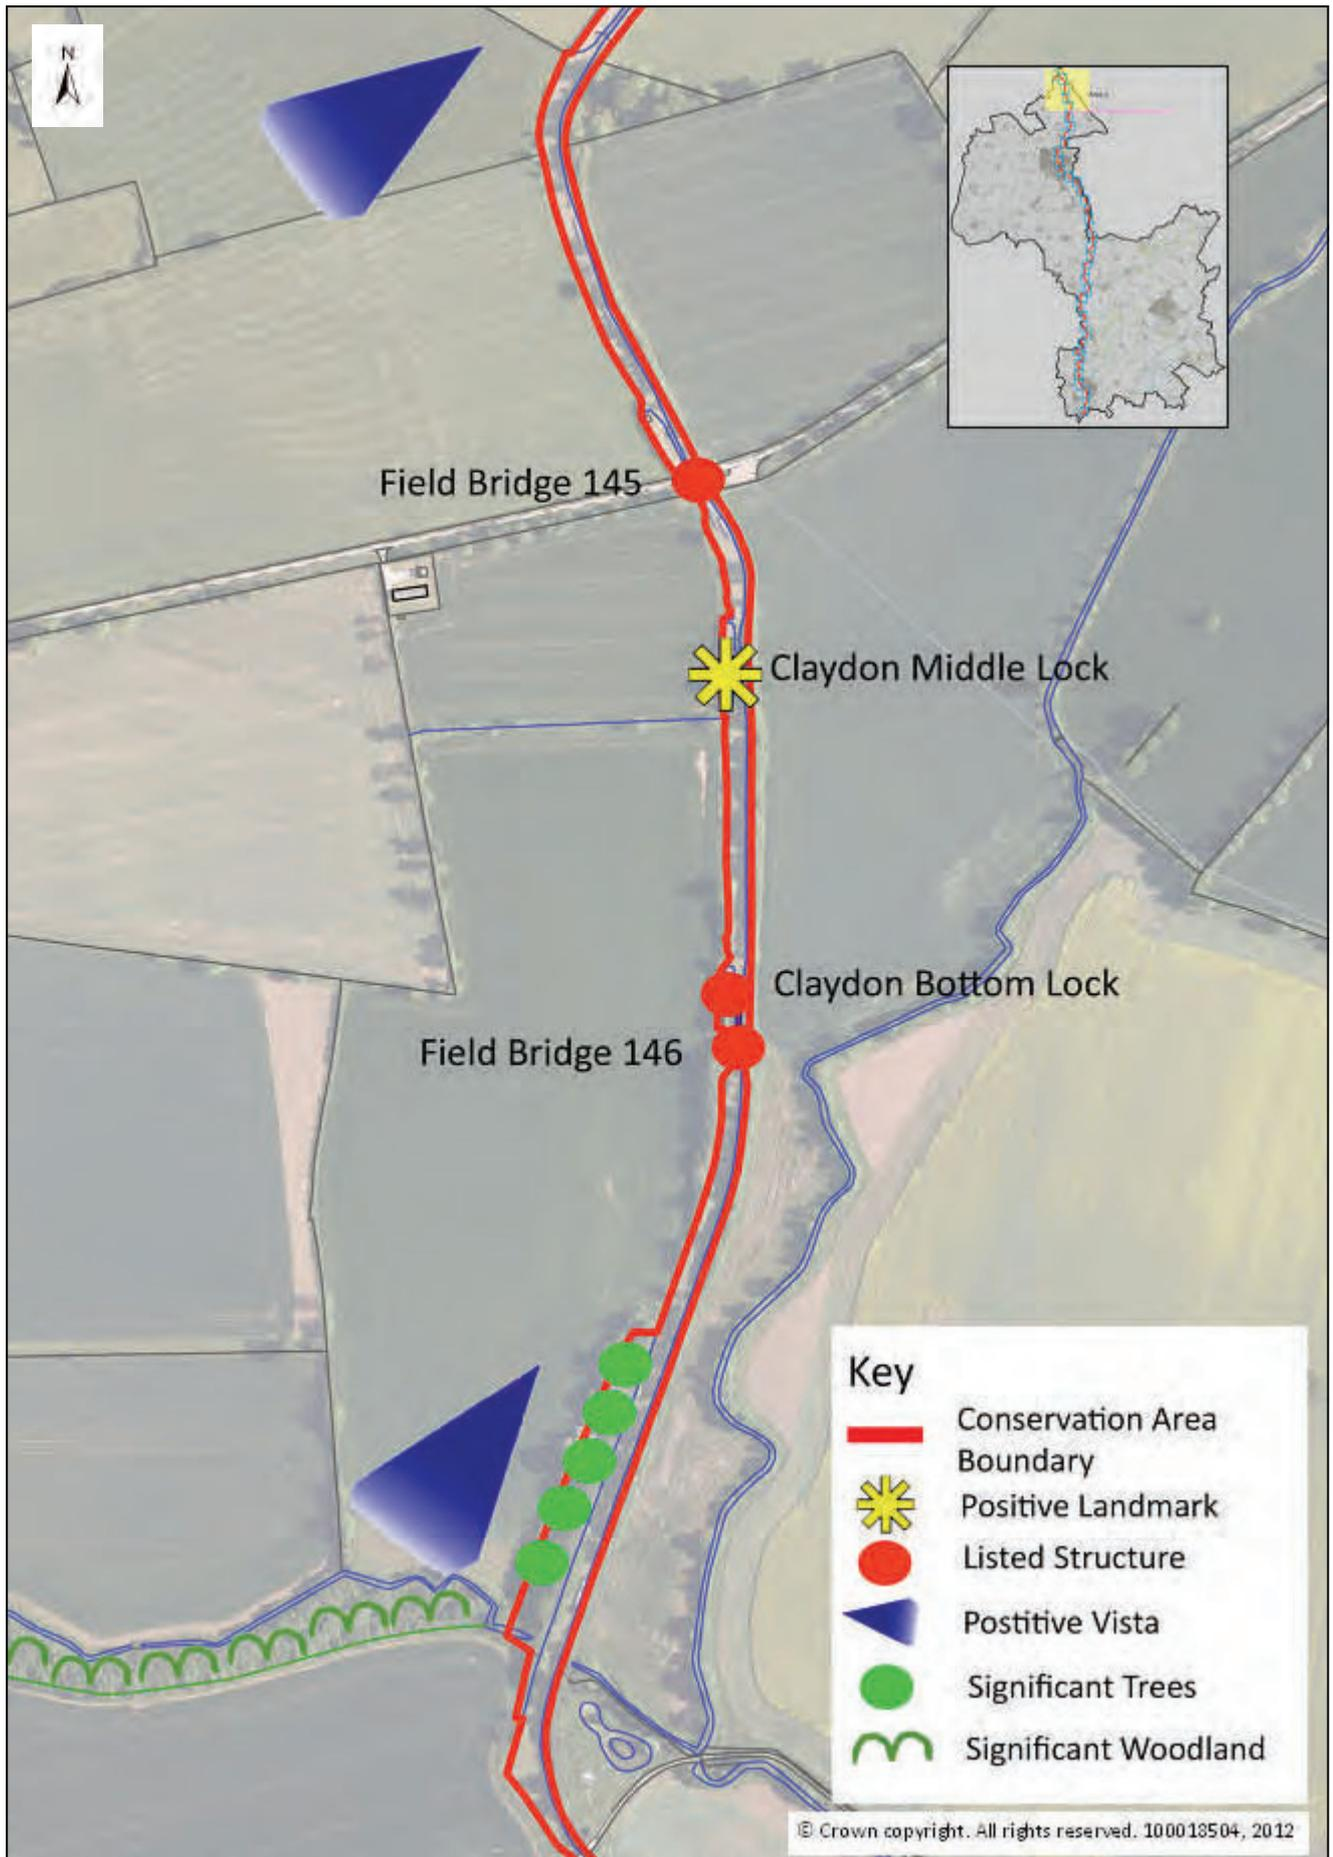 N
Field Bridge 145
Claydon Middle Lock
Claydon Bottom Lock
Field Bridge 146
Key
Conservation Area
Boundary
Positive Landmark
Listed Structure
Postitive Vista
Significant Trees
Significant Woodland
© Crown copyright. All rights reserved. 100018504, 2012